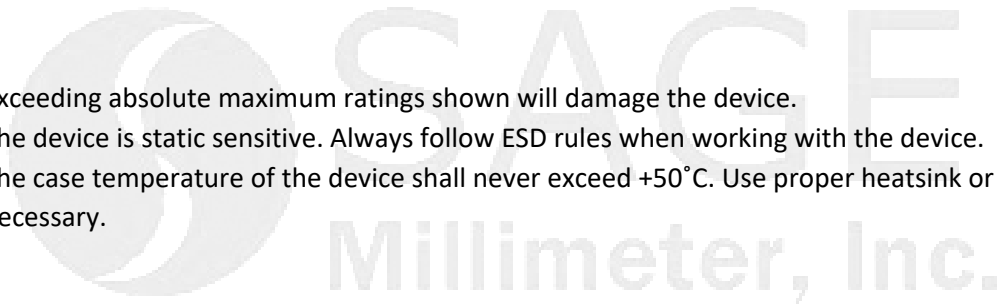 SAGE
xceeding absolute maximum ratings shown will damage the device.
he device is static sensitive. Always follow ESD rules when working with the device.
he case temperature of the device shall never exceed +50˚C. Use proper heatsink or
ecessary.
Millimeter, Inc.